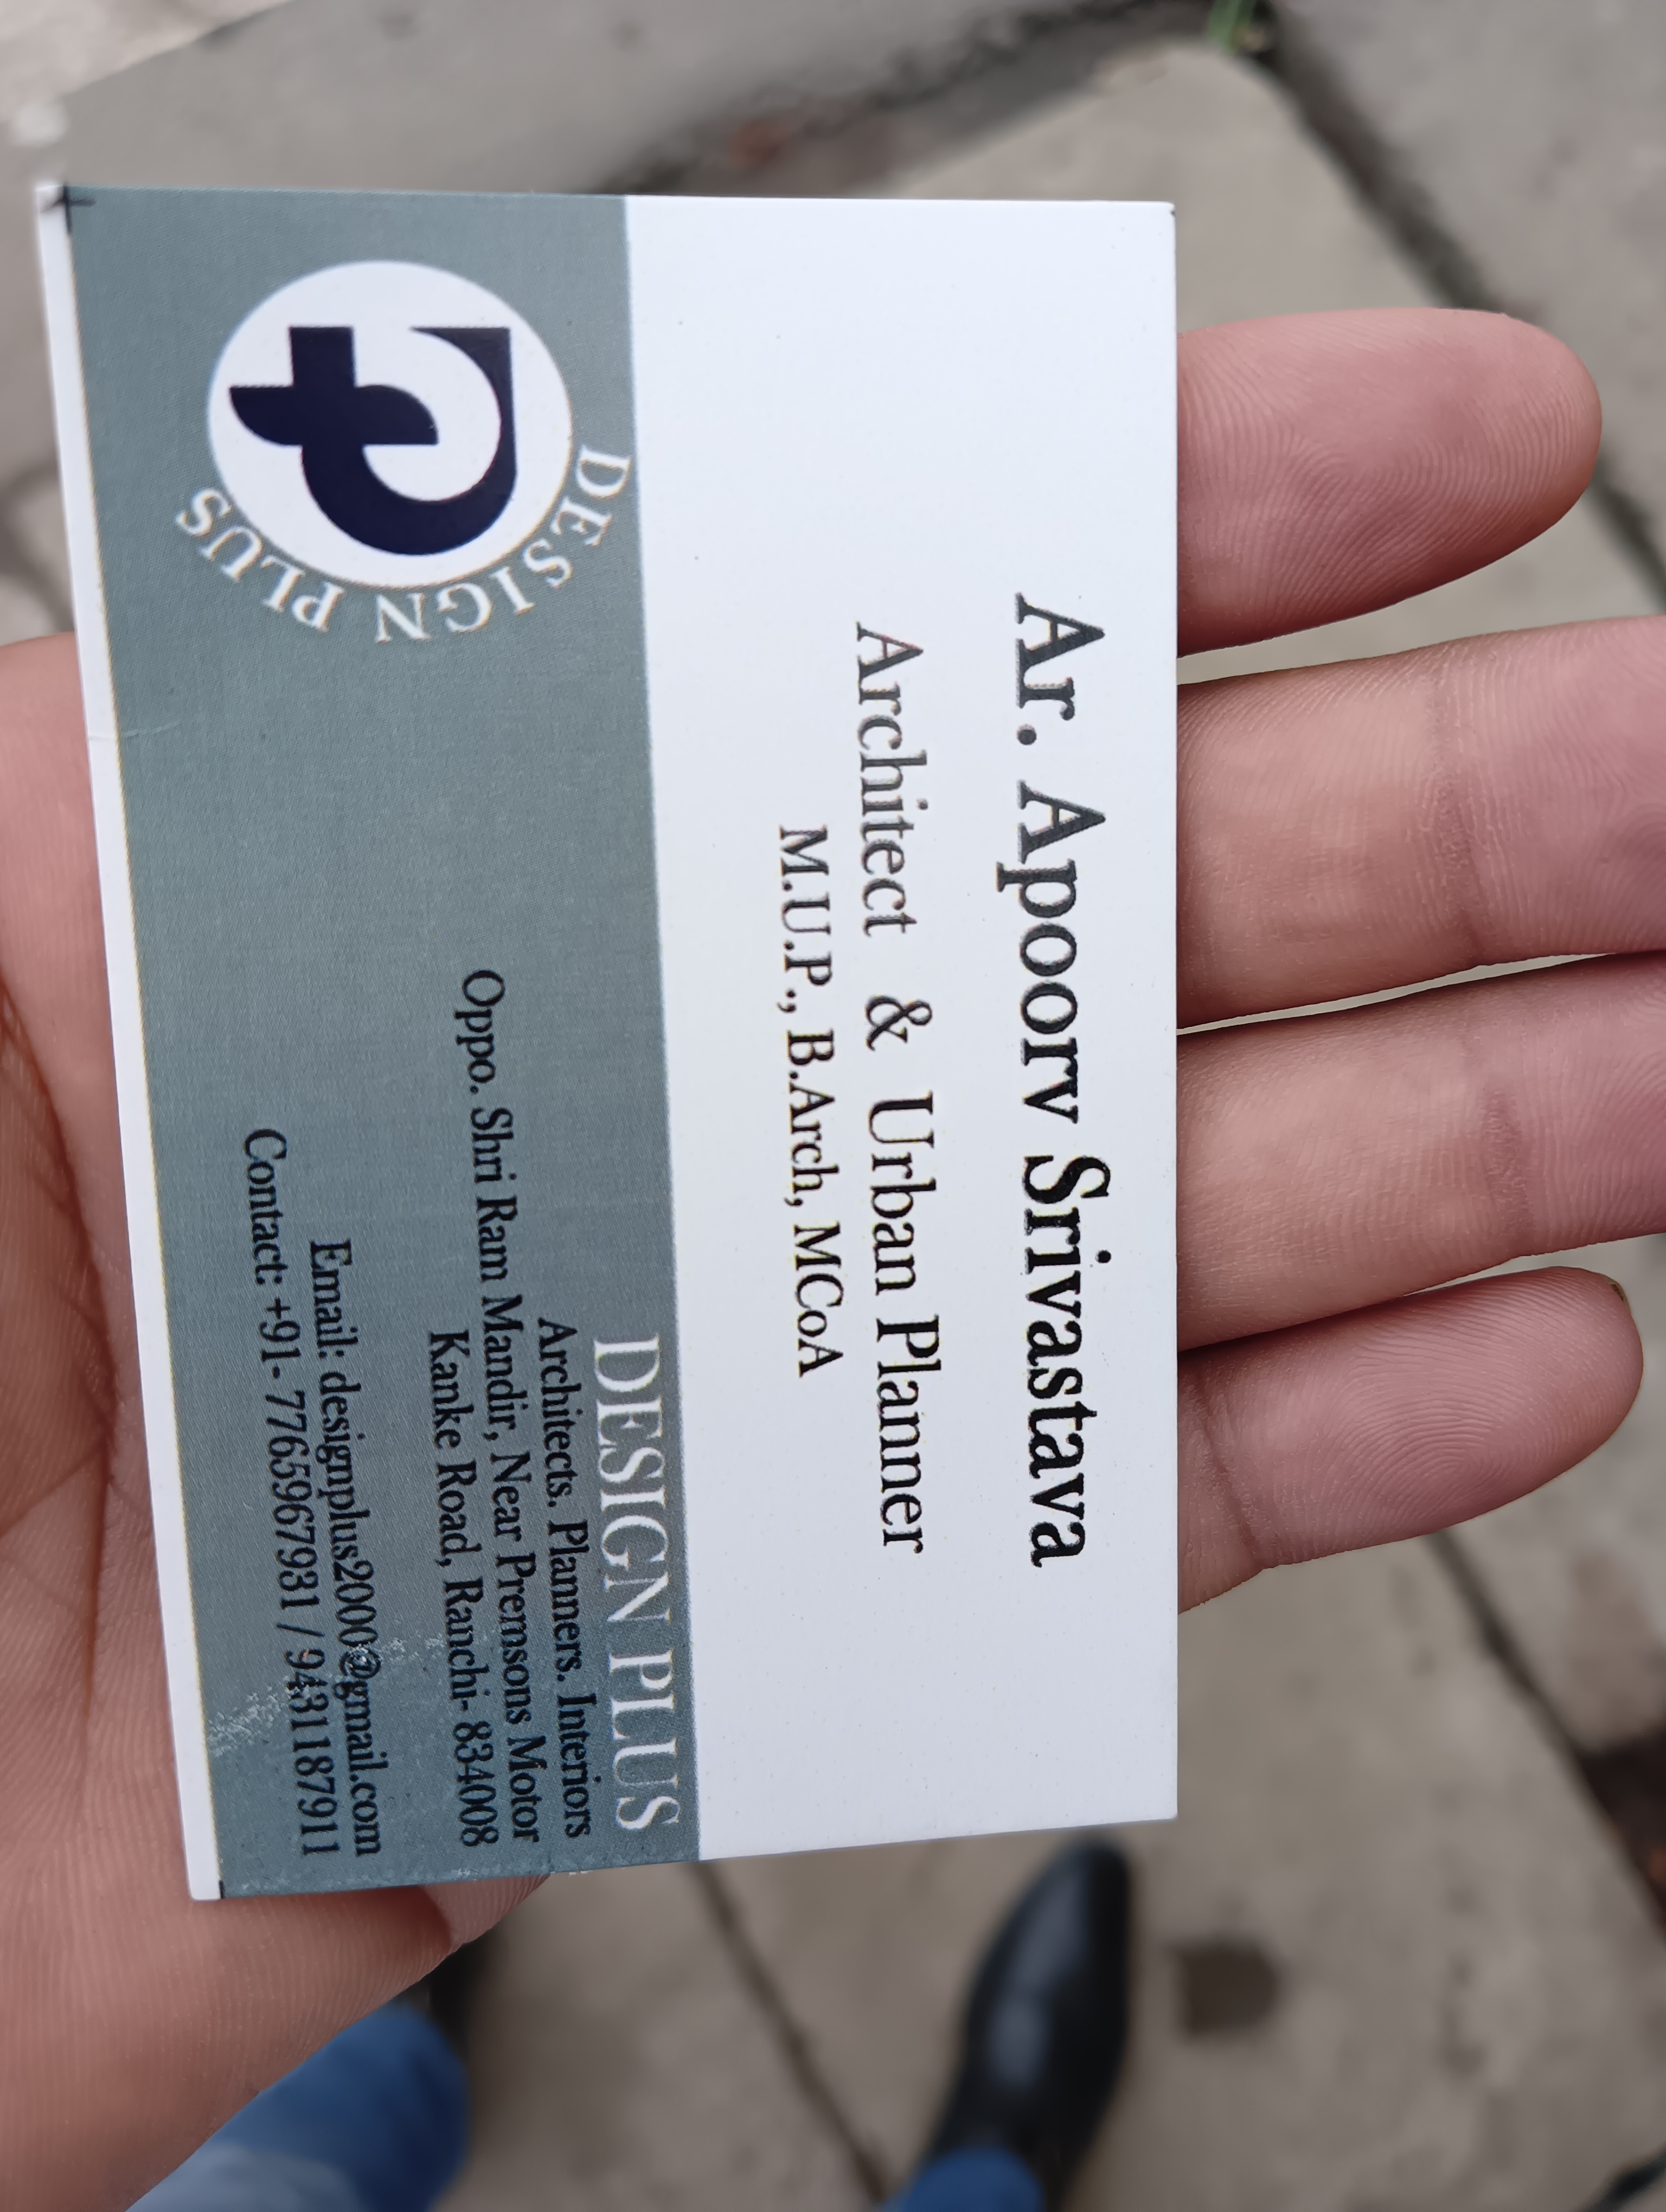 Ar. Apoorv Srivastava
Architect & Urban Planner
M.U.P., B.Arch, MCoA
DESIGN PLUS
DESIGN PLUS
Architects. Planners. Interiors
Oppo. Shri Ram Mandir, Near Premsons Motor
Kanke Road, Ranchi- 834008
Email: designplus2000@gmail.com
Contact: +91- 7765967931 / 9431187911